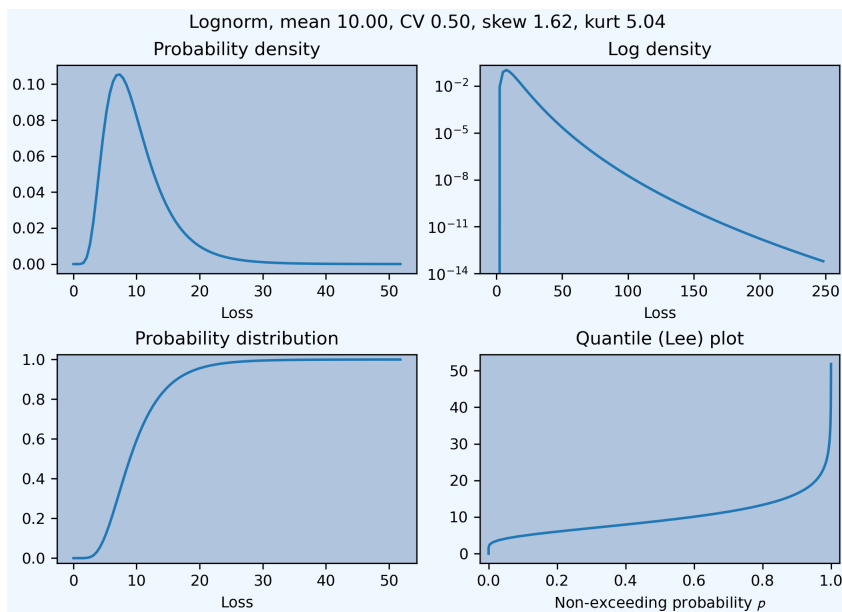 Lognorm, mean 10.00, CV 0.50, skew 1.62, kurt 5.04
Probability density
0.10
0.08
0.06
0.04
0.02
0.00
0 10 20 30 40 50
Loss
Log density
10⁻²
10⁻⁵
10⁻⁸
10⁻¹¹
10⁻¹⁴
0 50 100 150 200 250
Loss
Probability distribution
1.0
0.8
0.6
0.4
0.2
0.0
0 10 20 30 40 50
Loss
Quantile (Lee) plot
50
40
30
20
10
0
0.0 0.2 0.4 0.6 0.8 1.0
Non-exceeding probability p